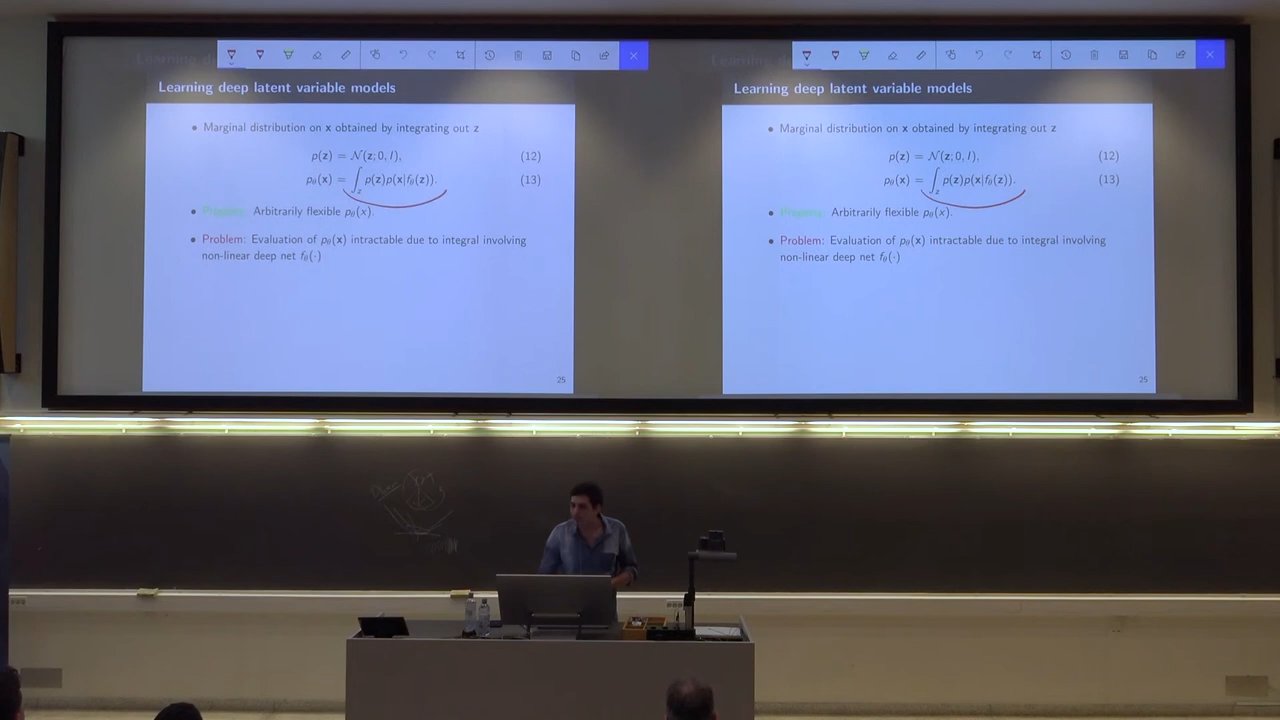 Learning deep latent variable models
• Marginal distribution on x obtained by integrating out z
p(z) = 𝒩(z; 0, I), (12)
pθ(x) = ∫z p(z)p(x|fθ(z)). (13)
• Arbitrarily flexible pθ(x).
• Problem: Evaluation of pθ(x) intractable due to integral involving
non-linear deep net fθ(·)
25
Learning deep latent variable models
• Marginal distribution on x obtained by integrating out z
p(z) = 𝒩(z; 0, I), (12)
pθ(x) = ∫z p(z)p(x|fθ(z)). (13)
• Arbitrarily flexible pθ(x).
• Problem: Evaluation of pθ(x) intractable due to integral involving
non-linear deep net fθ(·)
25